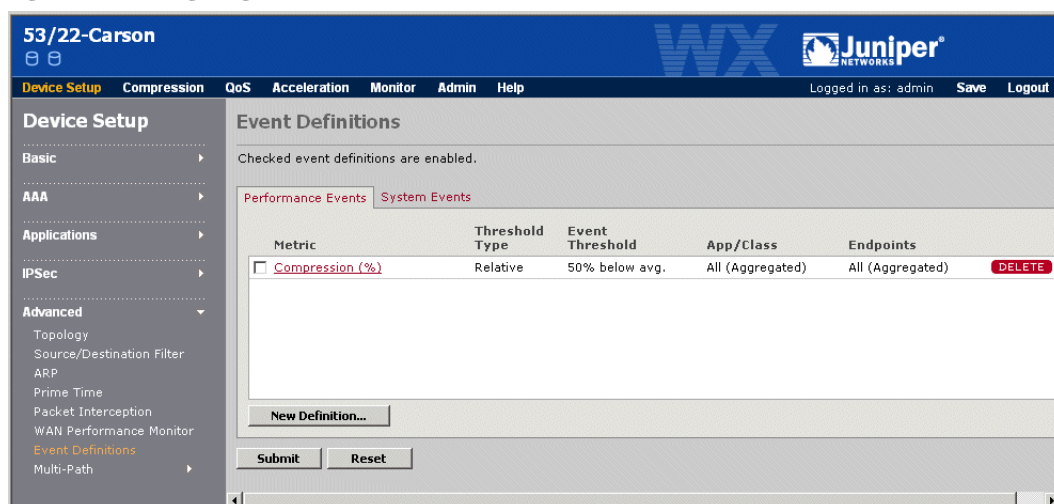 53/22-Carson
WX
Juniper®
NETWORKS
Device Setup Compression QoS Acceleration Monitor Admin Help Logged in as: admin Save Logout
Device Setup
Basic
AAA
Applications
IPSec
Advanced
Topology
Source/Destination Filter
ARP
Prime Time
Packet Interception
WAN Performance Monitor
Event Definitions
Multi-Path
Event Definitions
Checked event definitions are enabled.
Performance Events System Events
Metric Threshold Type Event Threshold App/Class Endpoints
Compression (%) Relative 50% below avg. All (Aggregated) All (Aggregated) DELETE
New Definition...
Submit Reset